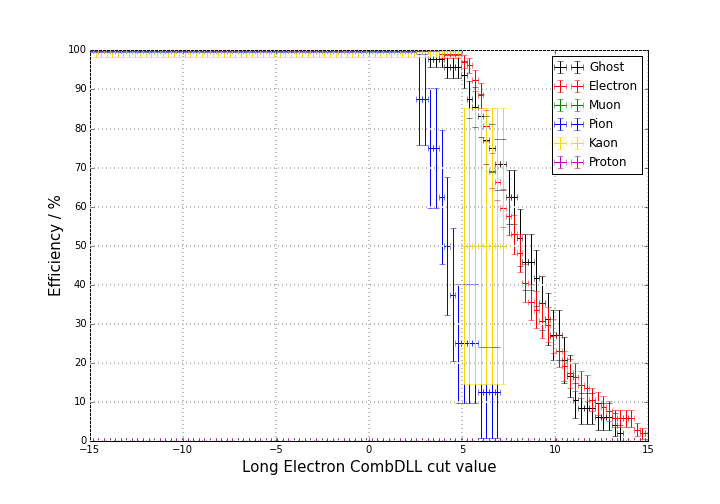 100
90
80
70
60
50
40
30
20
10
0
Efficiency / %
−15
−10
−5
0
5
10
15
Long Electron CombDLL cut value
Ghost
Electron
Muon
Pion
Kaon
Proton